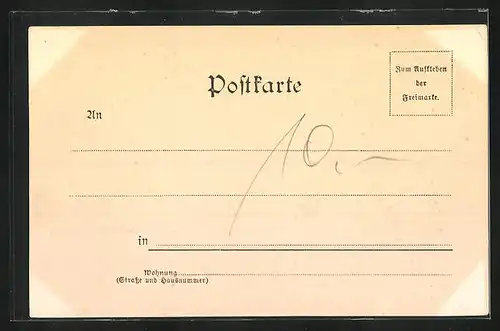 Postkarte
Zum Aufkleben
der
Freimarke.
An
10,-
in
Wohnung
(Straße und Hausnummer)